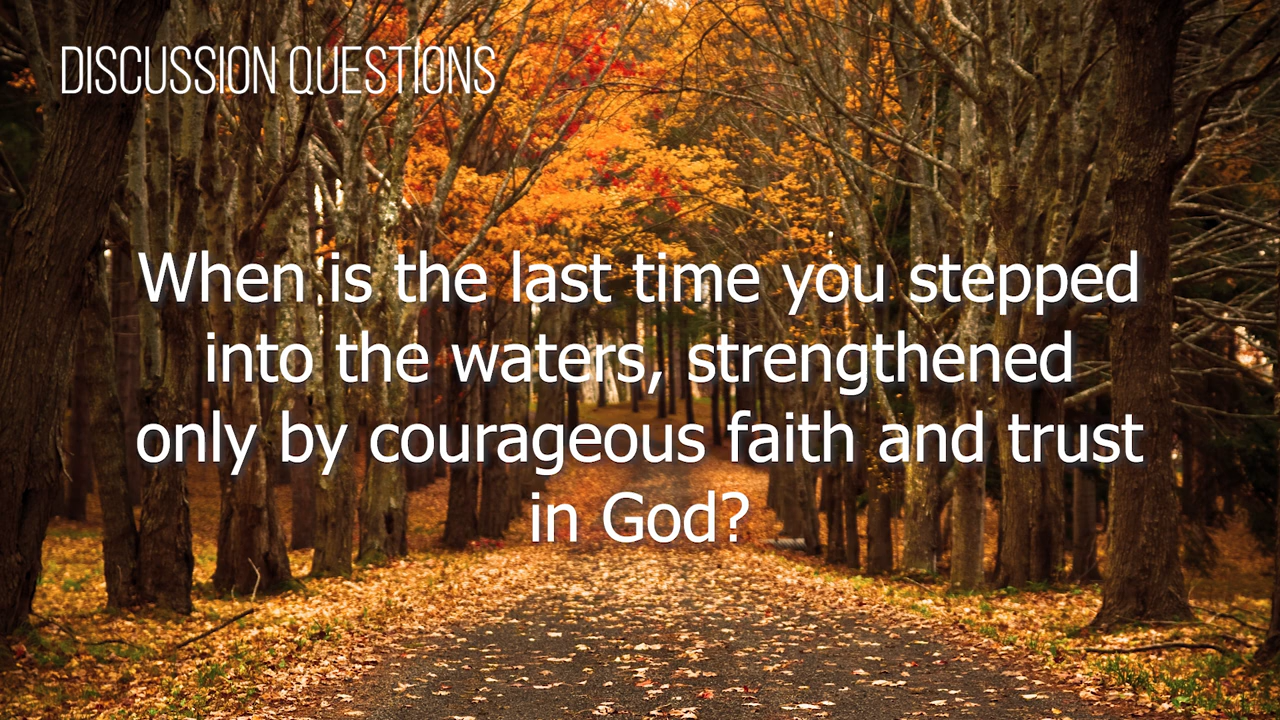 DISCUSSION QUESTIONS
When is the last time you stepped
into the waters, strengthened
only by courageous faith and trust
in God?